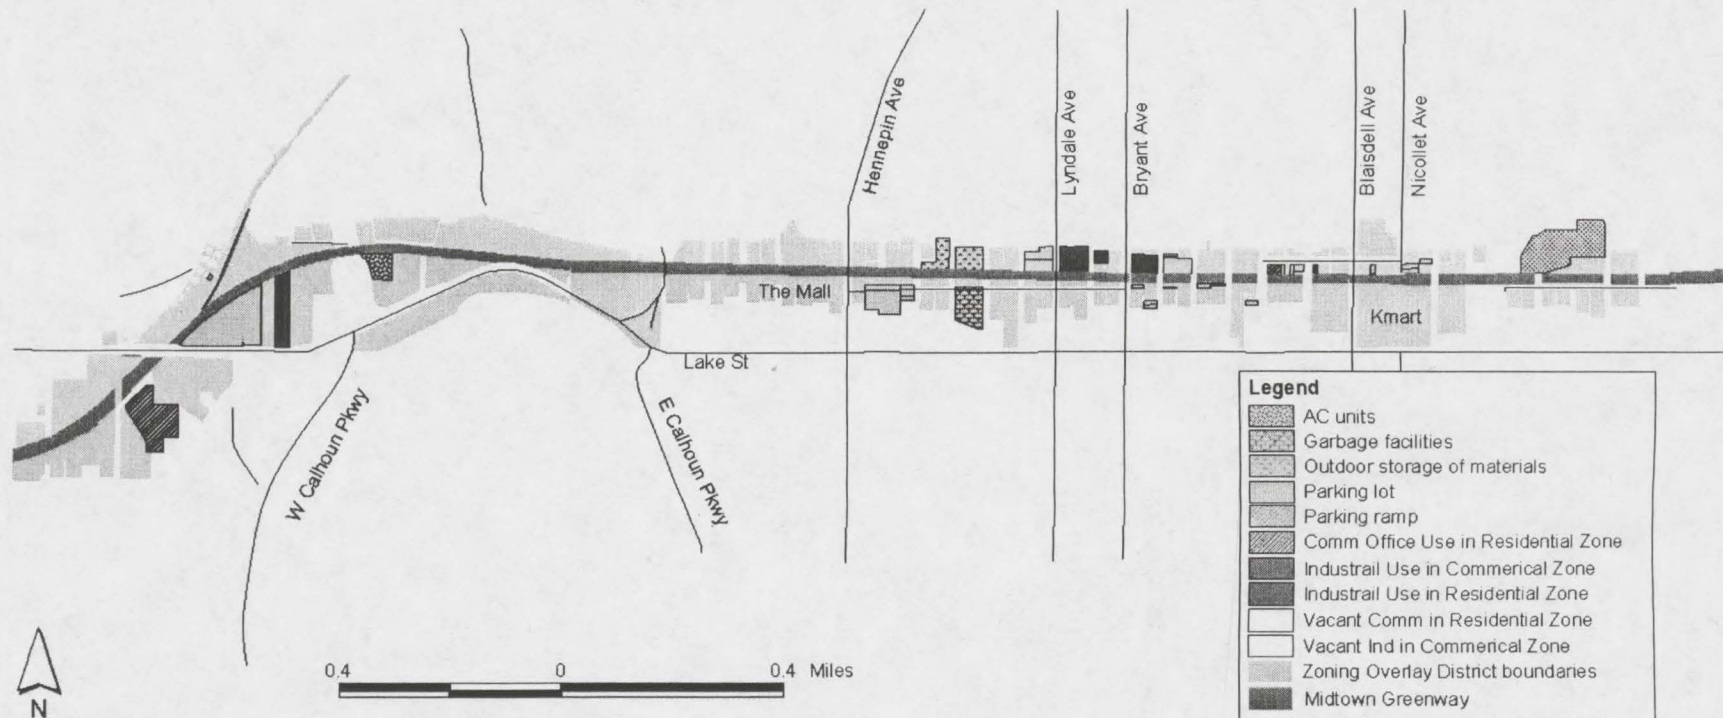 Hennepin Ave
Lyndale Ave
Bryant Ave
Blaisdell Ave
Nicollet Ave
The Mall
Kmart
Lake St
W Calhoun Pkwy
E Calhoun Pkwy
Legend
AC units
Garbage facilities
Outdoor storage of materials
Parking lot
Parking ramp
Comm Office Use in Residential Zone
Industrail Use in Commerical Zone
Industrail Use in Residential Zone
Vacant Comm in Residential Zone
Vacant Ind in Commerical Zone
Zoning Overlay District boundaries
Midtown Greenway
0.4 0 0.4 Miles
N